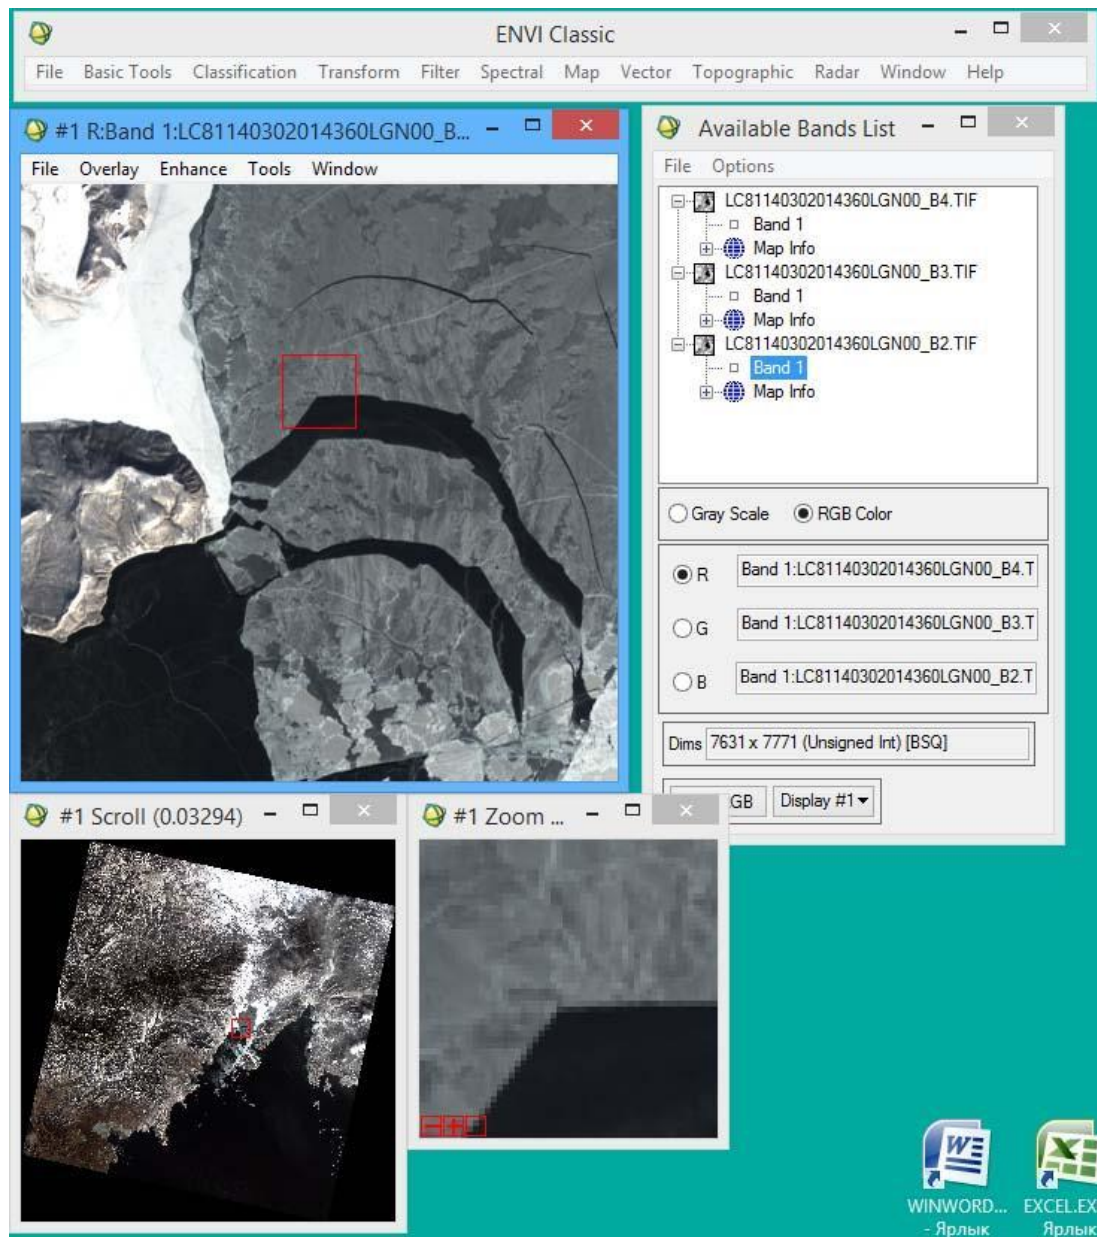 ENVI Classic
File Basic Tools Classification Transform Filter Spectral Map Vector Topographic Radar Window Help
#1 R:Band 1:LC81140302014360LGN00_B...
File Overlay Enhance Tools Window
Available Bands List
File Options
LC81140302014360LGN00_B4.TIF
Band 1
Map Info
LC81140302014360LGN00_B3.TIF
Band 1
Map Info
LC81140302014360LGN00_B2.TIF
Band 1
Map Info
Gray Scale RGB Color
R Band 1:LC81140302014360LGN00_B4.T
G Band 1:LC81140302014360LGN00_B3.T
B Band 1:LC81140302014360LGN00_B2.T
Dims 7631 x 7771 (Unsigned Int) [BSQ]
GB Display #1
#1 Scroll (0.03294)
#1 Zoom ...
WINWORD...
- Ярлык
EXCEL.EX
Ярлык